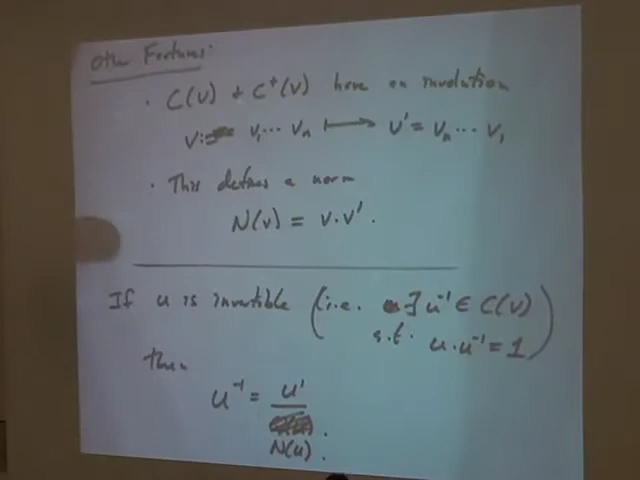 Other Features:
· C(V) + C⁺(V) have an involution
v:= v₁⋯vₙ ⟼ v' = vₙ⋯v₁
· This defines a norm
N(v) = v·v'.
If u is invertible (i.e. ∃ u⁻¹ ∈ C(V)
s.t. u·u⁻¹ = 1)
then
u⁻¹ = u' / N(u).